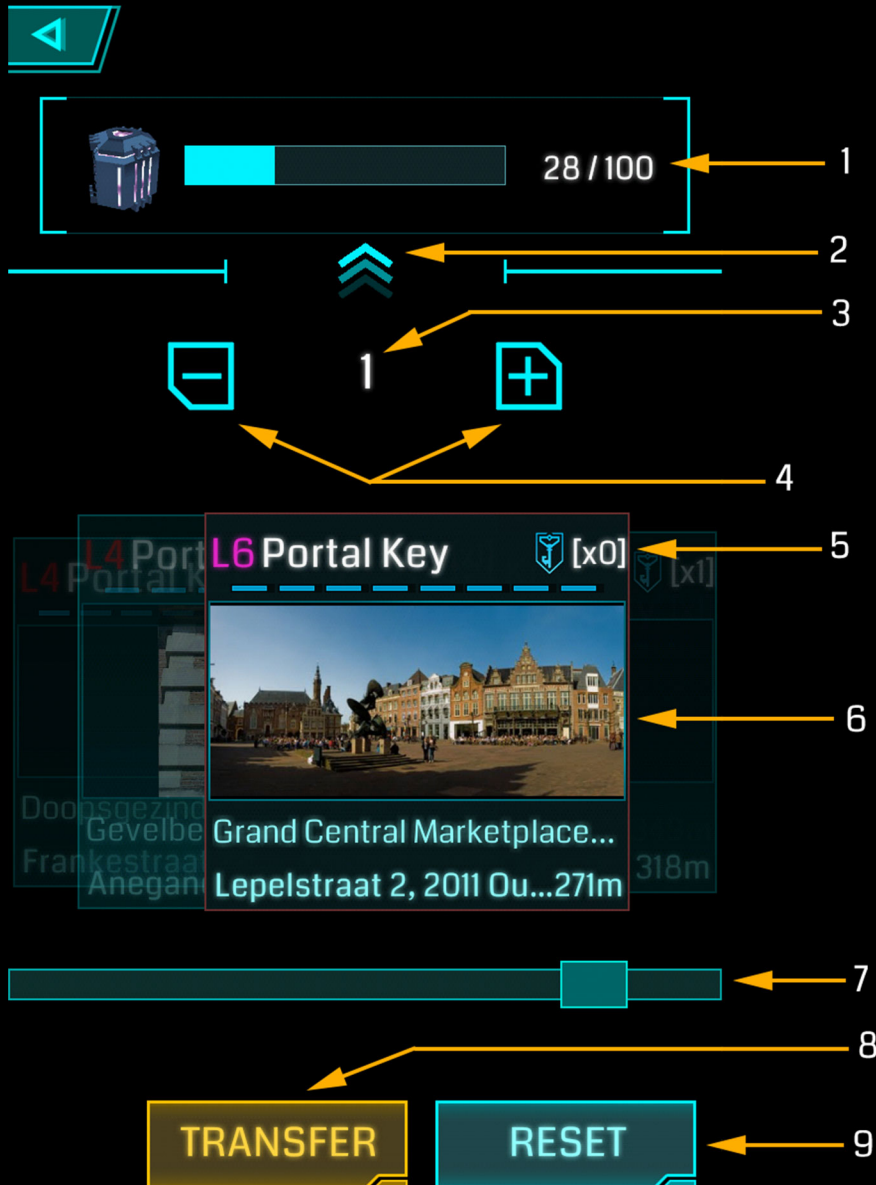 28/100
1
2
1
3
4
L4 Portal K
L4 Port
L6 Portal Key [x0]
[x1]
5
6
Doopsgezind
Gevelbe
Grand Central Marketplace...
Frankestraat
Anegan
Lepelstraat 2, 2011 Ou...271m
318m
7
8
TRANSFER
RESET
9